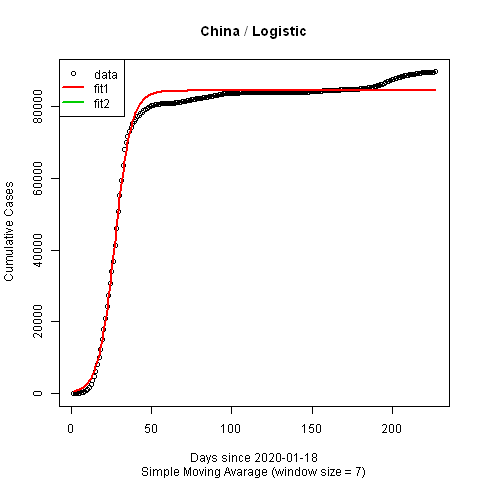 China / Logistic
data
fit1
fit2
Cumulative Cases
0
20000
40000
60000
80000
0
50
100
150
200
Days since 2020-01-18
Simple Moving Avarage (window size = 7)